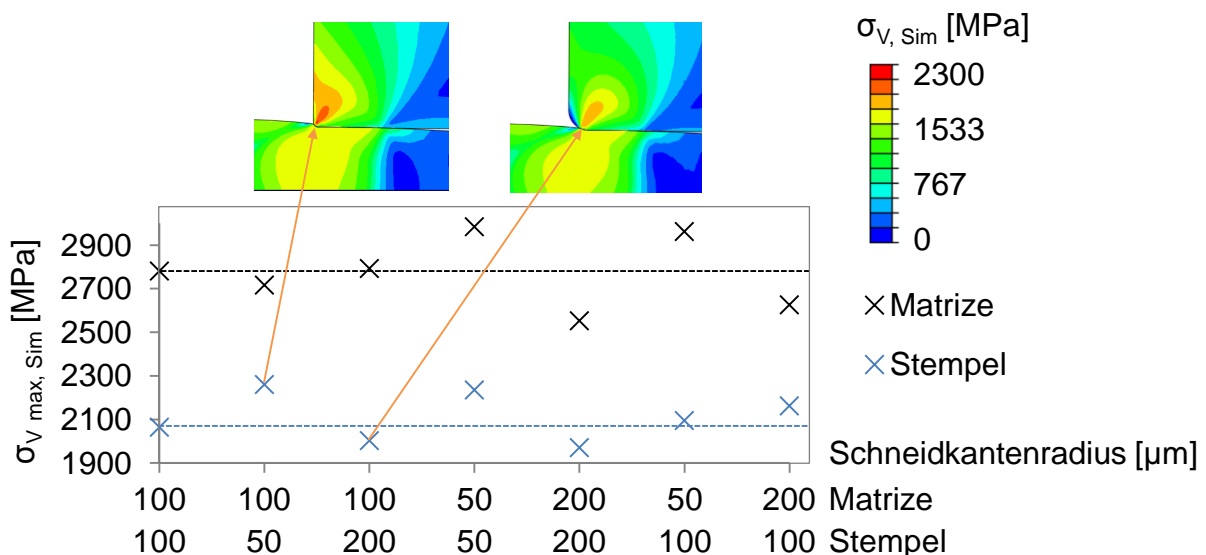 σV, Sim [MPa]
2300
1533
767
0
σV max, Sim [MPa]
2900
2700
2500
2300
2100
1900
Matrize
Stempel
Schneidkantenradius [µm]
100 100 100 50 200 50 200 Matrize
100 50 200 50 200 100 100 Stempel